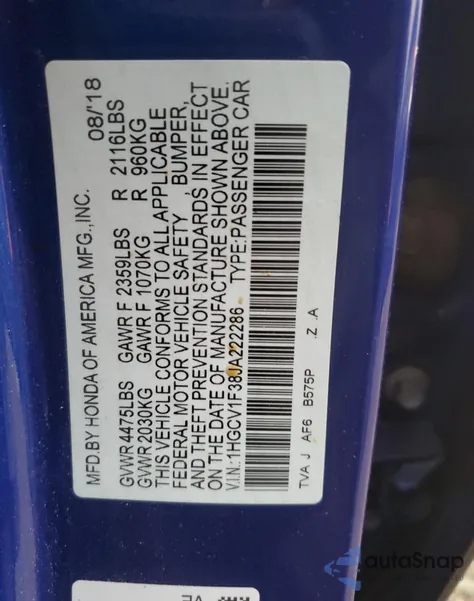 MFD.BY HONDA OF AMERICA MFG.,INC. 08/'18
GVWR 4475LBS GAWR F 2359LBS R 2116LBS
GVWR 2030KG GAWR F 1070KG R 960KG
THIS VEHICLE CONFORMS TO ALL APPLICABLE
FEDERAL MOTOR VEHICLE SAFETY , BUMPER,
AND THEFT PREVENTION STANDARDS IN EFFECT
ON THE DATE OF MANUFACTURE SHOWN ABOVE.
V.I.N.:1HGCV1F38JA222286 TYPE:PASSENGER CAR
TVA J AF6 B575P .Z .A
autoSnap